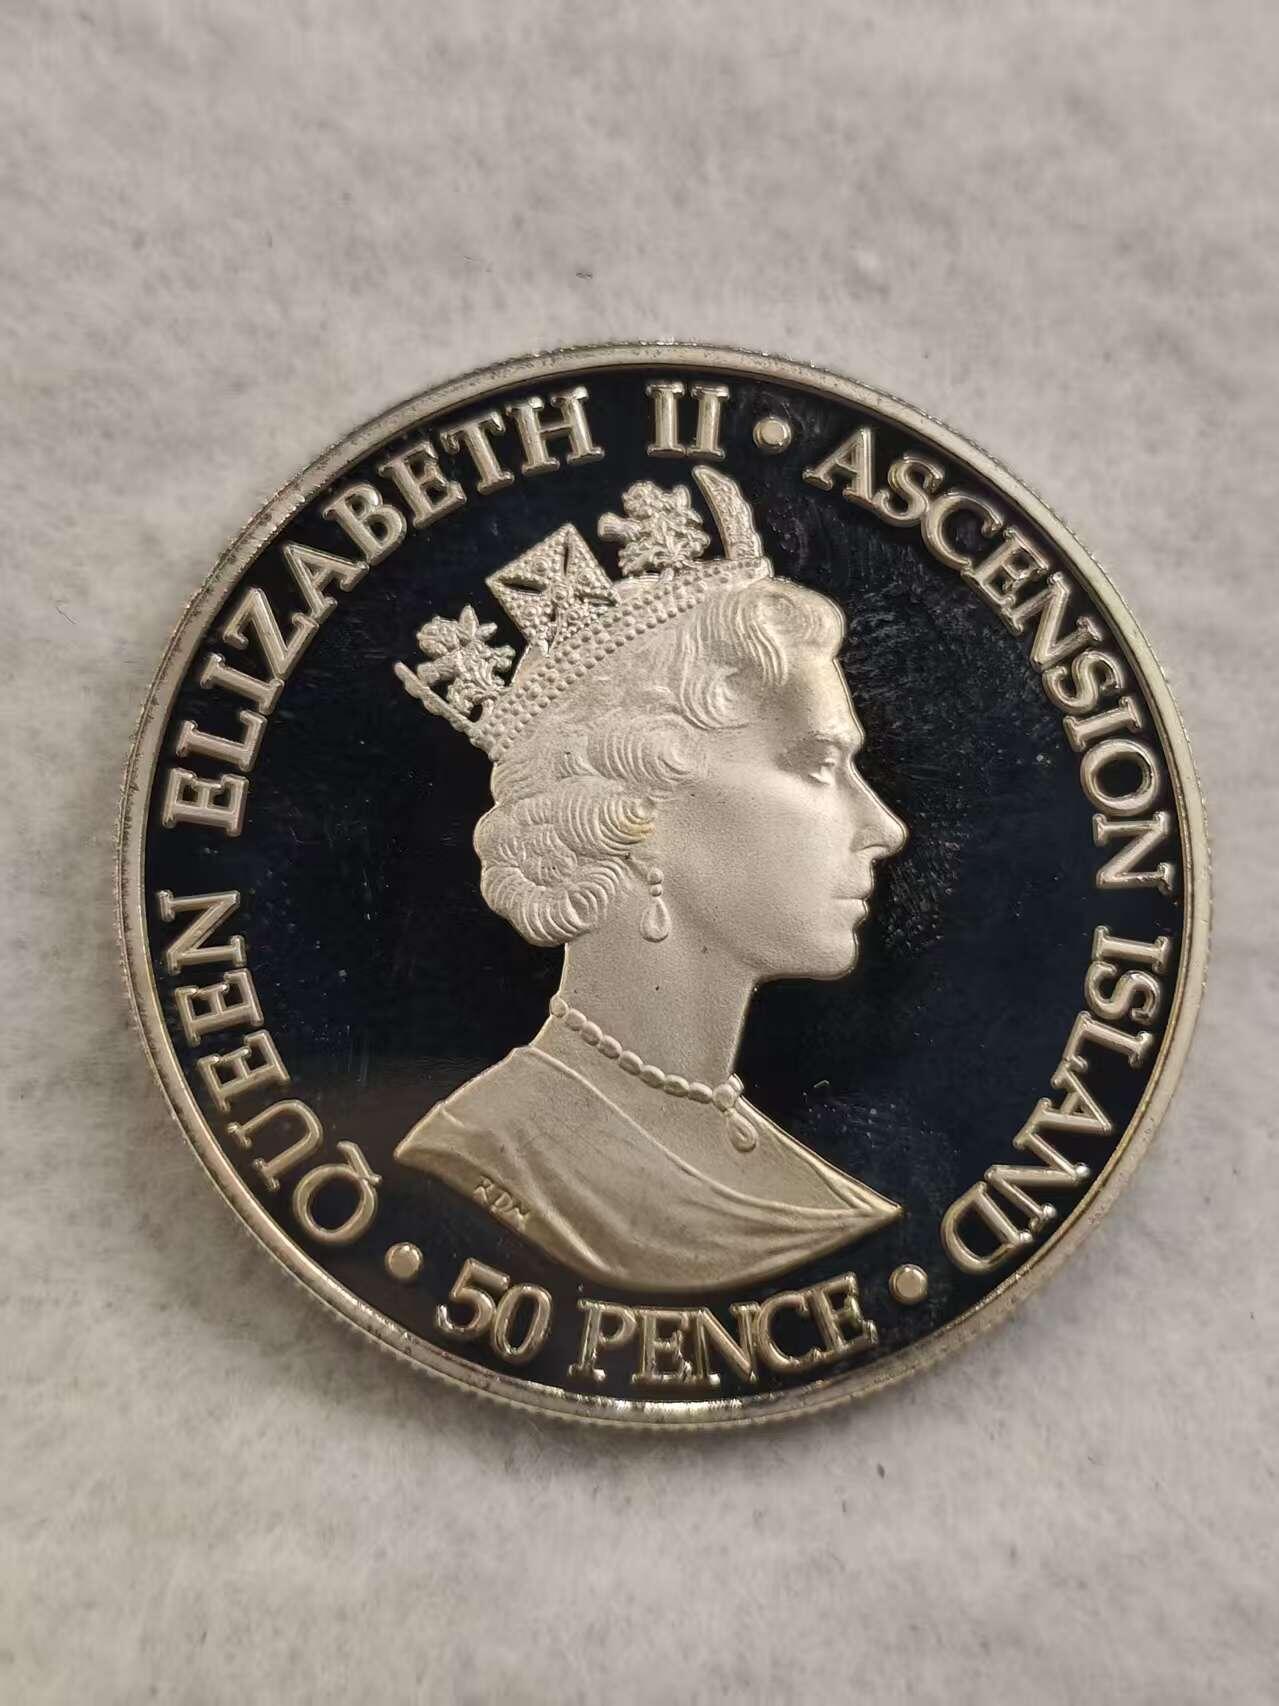 QUEEN ELIZABETH II • ASCENSION ISLAND •
50 PENCE •
RDM